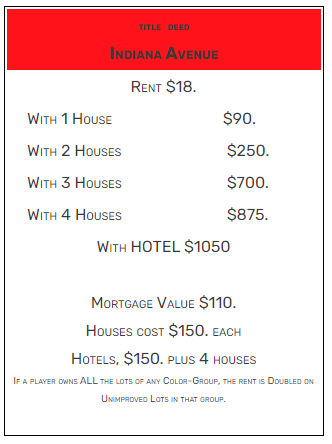 TITLE DEED
INDIANA AVENUE
RENT $18.
WITH 1 HOUSE $90.
WITH 2 HOUSES $250.
WITH 3 HOUSES $700.
WITH 4 HOUSES $875.
WITH HOTEL $1050
MORTGAGE VALUE $110.
HOUSES COST $150. EACH
HOTELS, $150. PLUS 4 HOUSES
IF A PLAYER OWNS ALL THE LOTS OF ANY COLOR-GROUP, THE RENT IS DOUBLED ON
UNIMPROVED LOTS IN THAT GROUP.